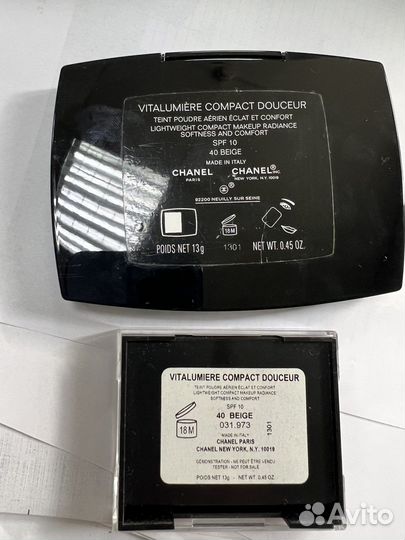 VITALUMIÈRE COMPACT DOUCEUR
TEINT POUDRE AÉRIEN ÉCLAT ET CONFORT
LIGHTWEIGHT COMPACT MAKEUP RADIANCE
SOFTNESS AND COMFORT
SPF 10
40 BEIGE
MADE IN ITALY
CHANEL CHANEL® INC.
PARIS NEW YORK, N.Y. 10019
92200 NEUILLY SUR SEINE
18 M
POIDS NET 13g 1301 NET WT. 0.45 OZ.
VITALUMIERE COMPACT DOUCEUR
TEINT POUDRE AÉRIEN ÉCLAT ET CONFORT
LIGHTWEIGHT COMPACT MAKEUP RADIANCE
SOFTNESS AND COMFORT
SPF 10
40 BEIGE
18 M
031.973
1301
MADE IN ITALY
CHANEL PARIS
CHANEL NEW YORK, N.Y. 10019
DÉMONSTRATION - NE PEUT ÊTRE VENDU
TESTER - NOT FOR SALE
POIDS NET 13g - NET WT. 0.45 OZ.
Avito